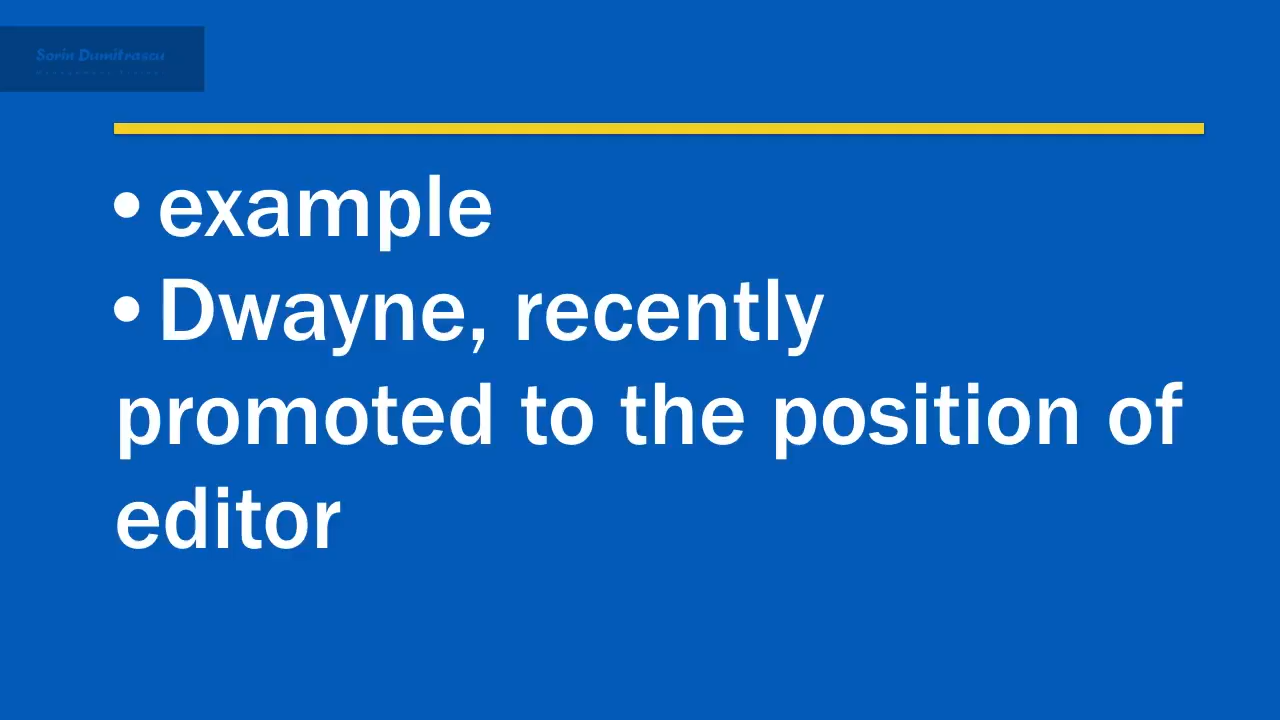 Sorin Dumitrascu
• example
• Dwayne, recently
promoted to the position of
editor